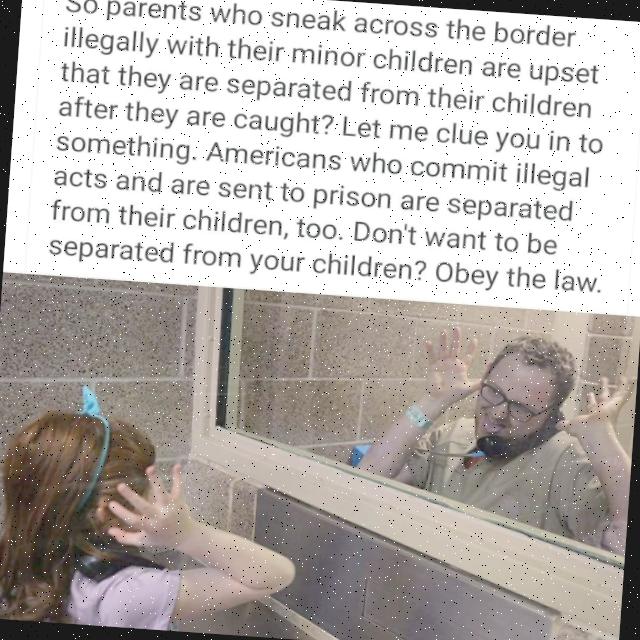 So parents who sneak across the border
illegally with their minor children are upset
that they are separated from their children
after they are caught? Let me clue you in to
something. Americans who commit illegal
acts and are sent to prison are separated
from their children, too. Don't want to be
separated from your children? Obey the law.